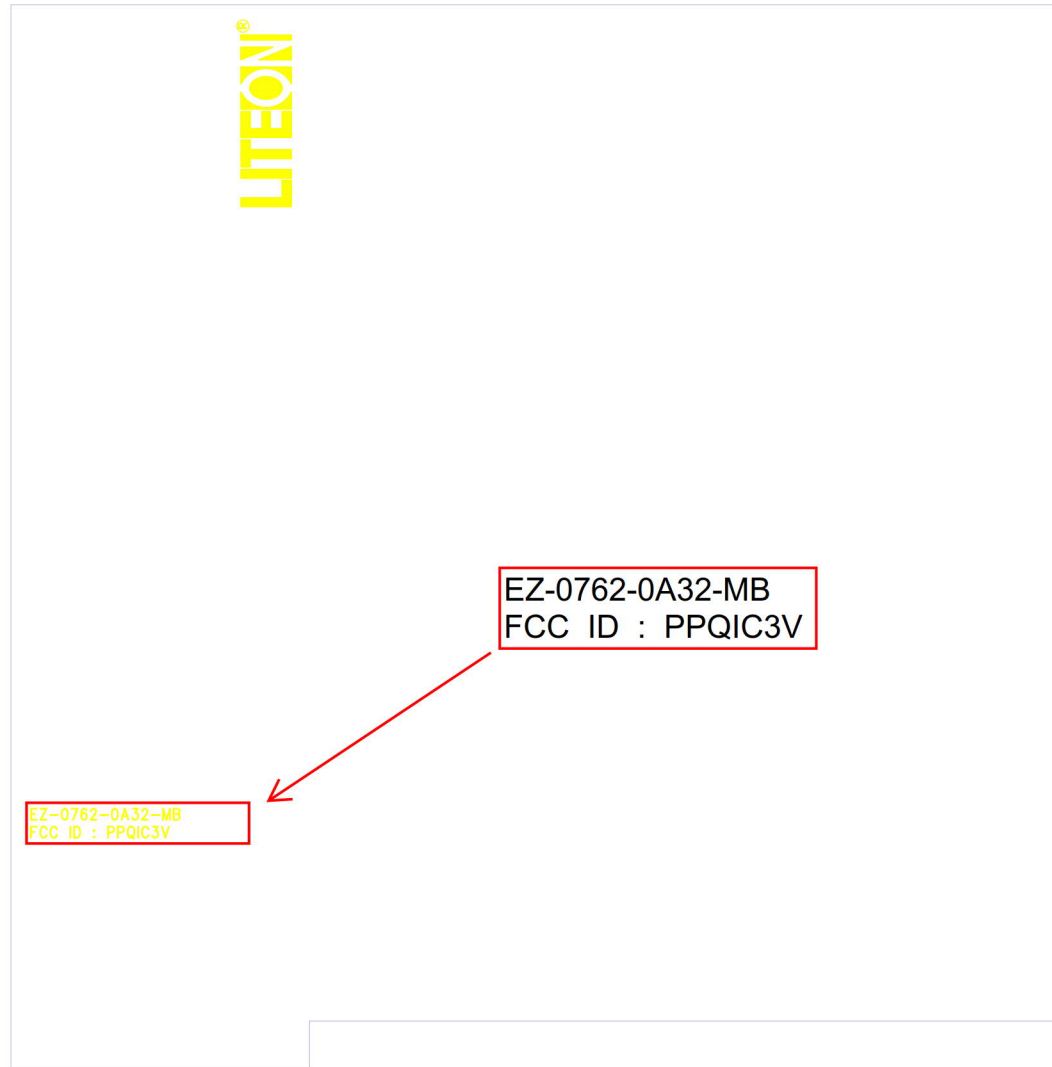 LITEON®
EZ-0762-0A32-MB
FCC ID : PPQIC3V
EZ-0762-0A32-MB
FCC ID : PPQIC3V